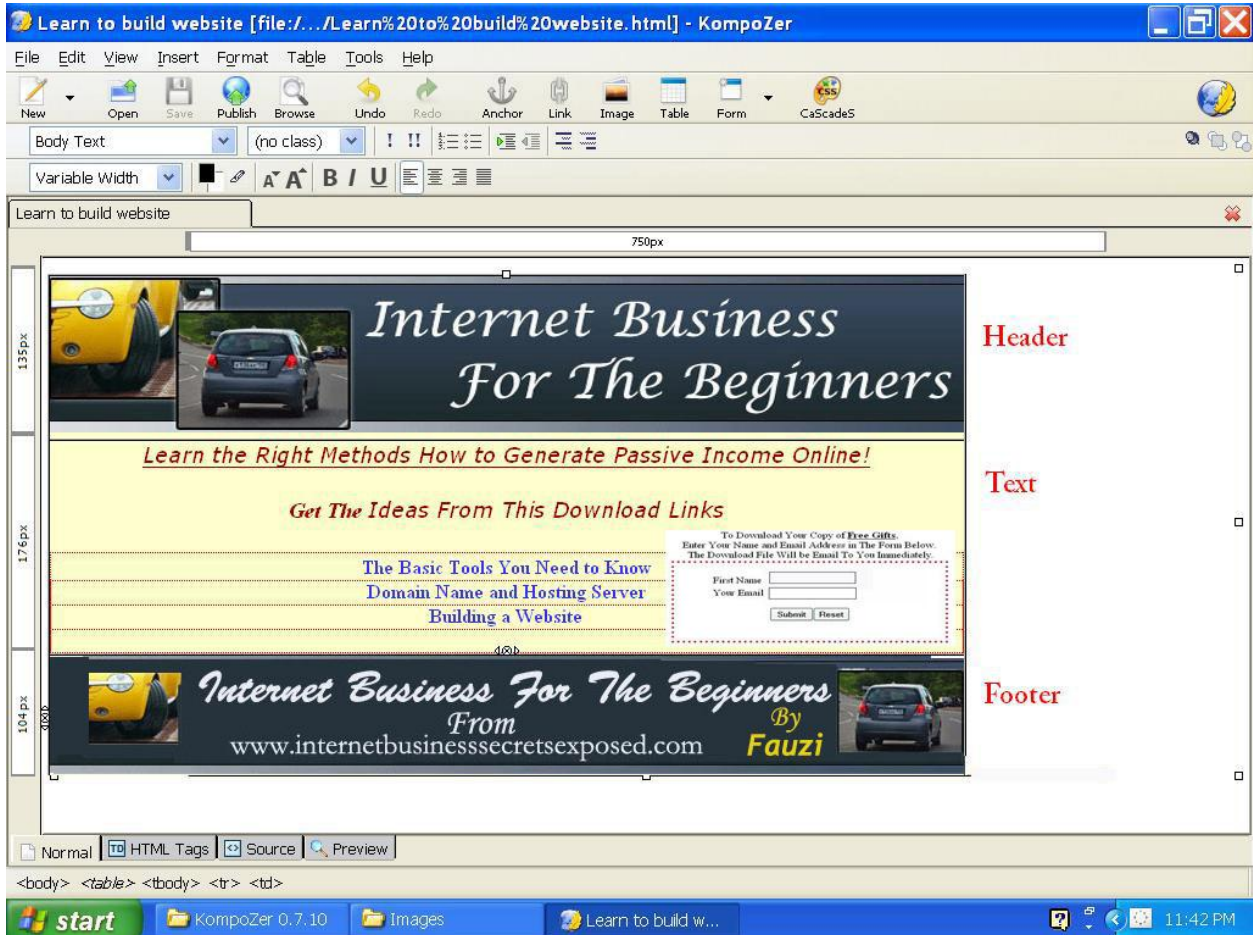 Learn to build website [file:/.../Learn%20to%20build%20website.html] - KompoZer
File Edit View Insert Format Table Tools Help
New Open Save Publish Browse Undo Redo Anchor Link Image Table Form CaScadeS
Body Text (no class) ! !!
Variable Width A A B I U
Learn to build website
750px
135px
Internet Business
For The Beginners
Header
176px
Learn the Right Methods How to Generate Passive Income Online!
Text
Get The Ideas From This Download Links
To Download Your Copy of Free Gifts.
Enter Your Name and Email Address in The Form Below.
The Download File Will be Email To You Immediately.
The Basic Tools You Need to Know
Domain Name and Hosting Server
Building a Website
First Name
Your Email
Submit Reset
104px
Internet Business For The Beginners
From
www.internetbusinesssecretsexposed.com
By
Fauzi
Footer
Normal TD HTML Tags Source Preview
<body> <table> <tbody> <tr> <td>
start KompoZer 0.7.10 Images Learn to build w... 11:42 PM